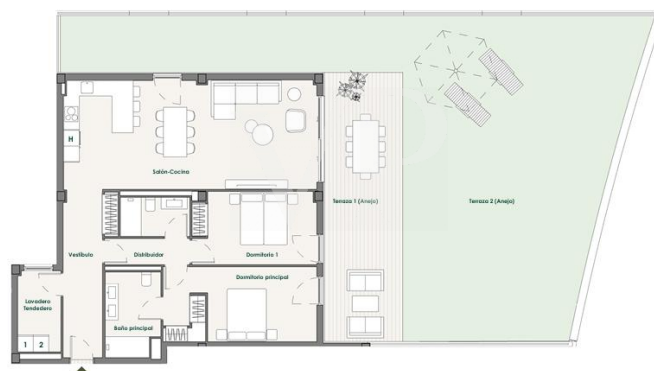 H
Salón-Cocina
Terraza 1 (Anejo)
Terraza 2 (Anejo)
Vestíbulo
Distribuidor
Dormitorio 1
Dormitorio principal
Lavadero
Tendedero
Baño principal
1 2